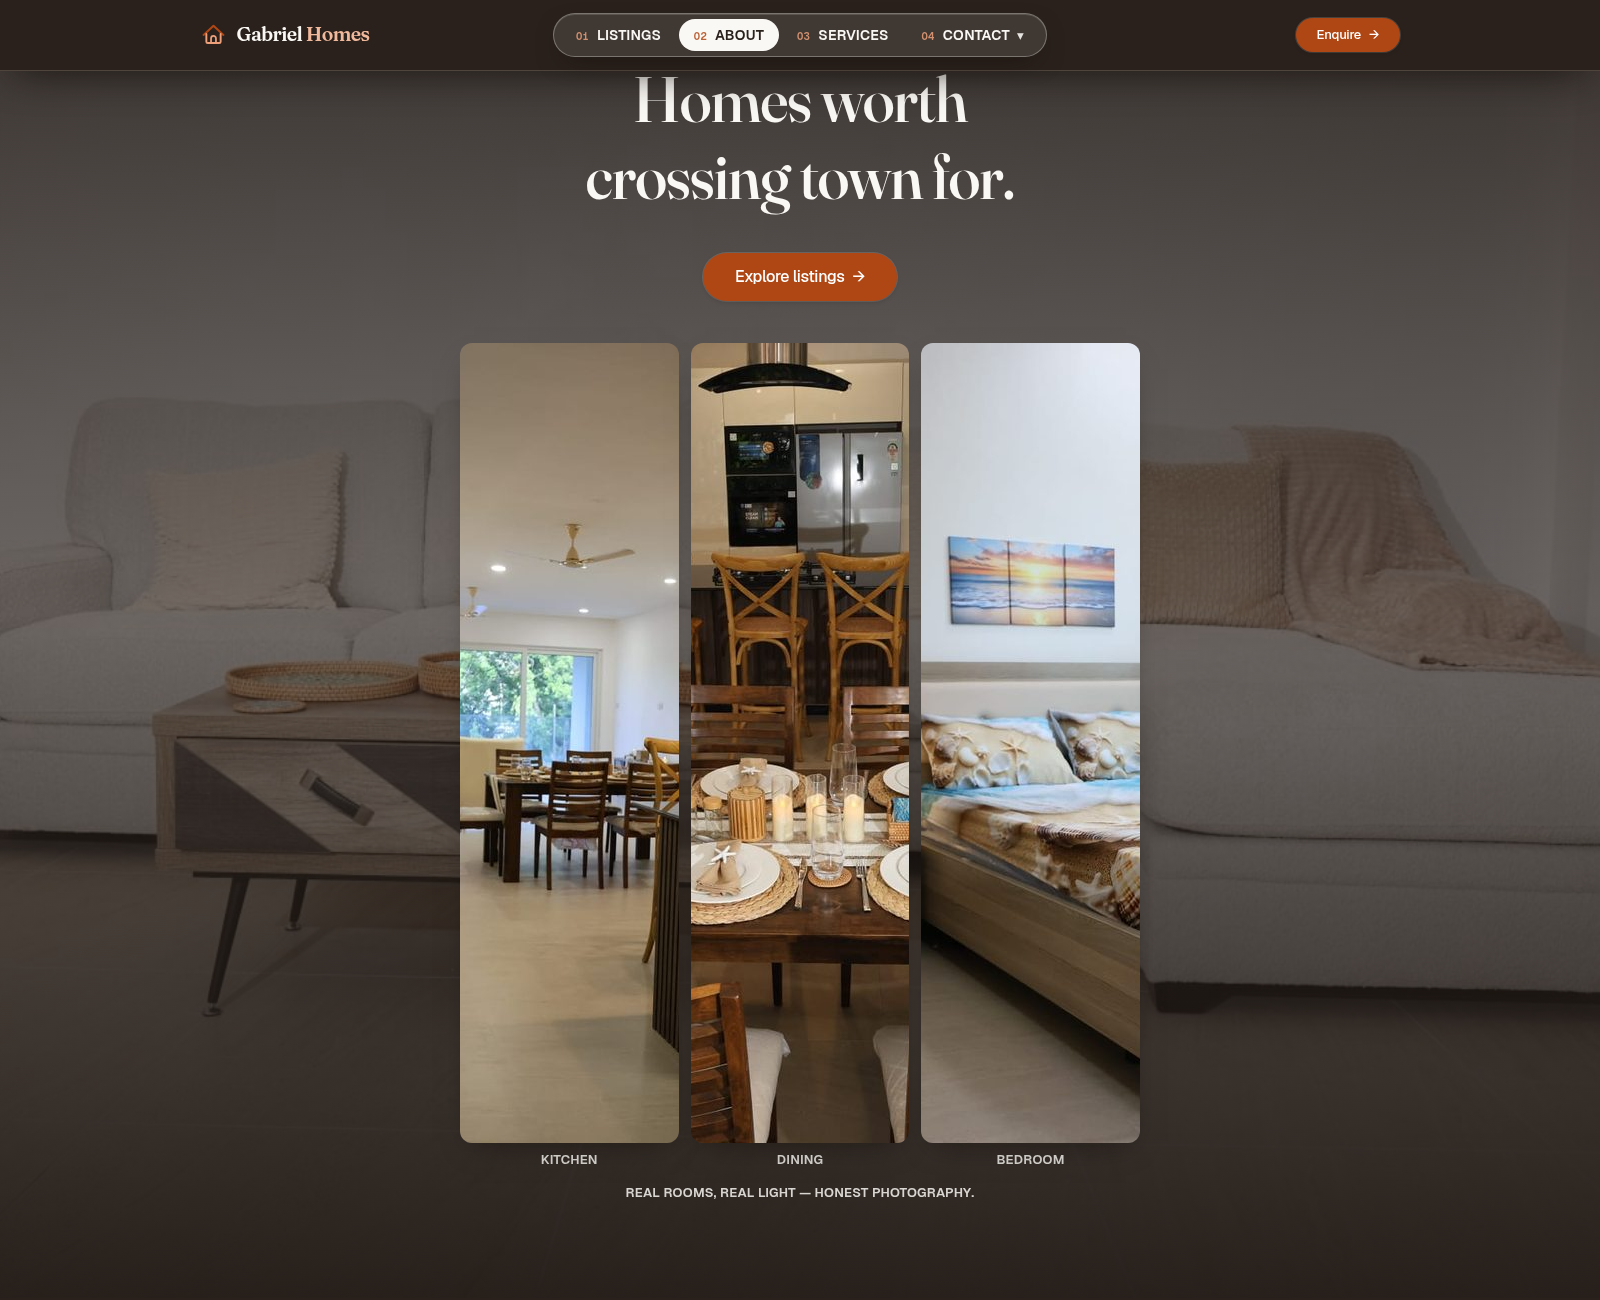 Gabriel Homes
01 LISTINGS 02 ABOUT 03 SERVICES 04 CONTACT ▾
Enquire →
Homes worth
crossing town for.
Explore listings →
KITCHEN
DINING
BEDROOM
REAL ROOMS, REAL LIGHT — HONEST PHOTOGRAPHY.